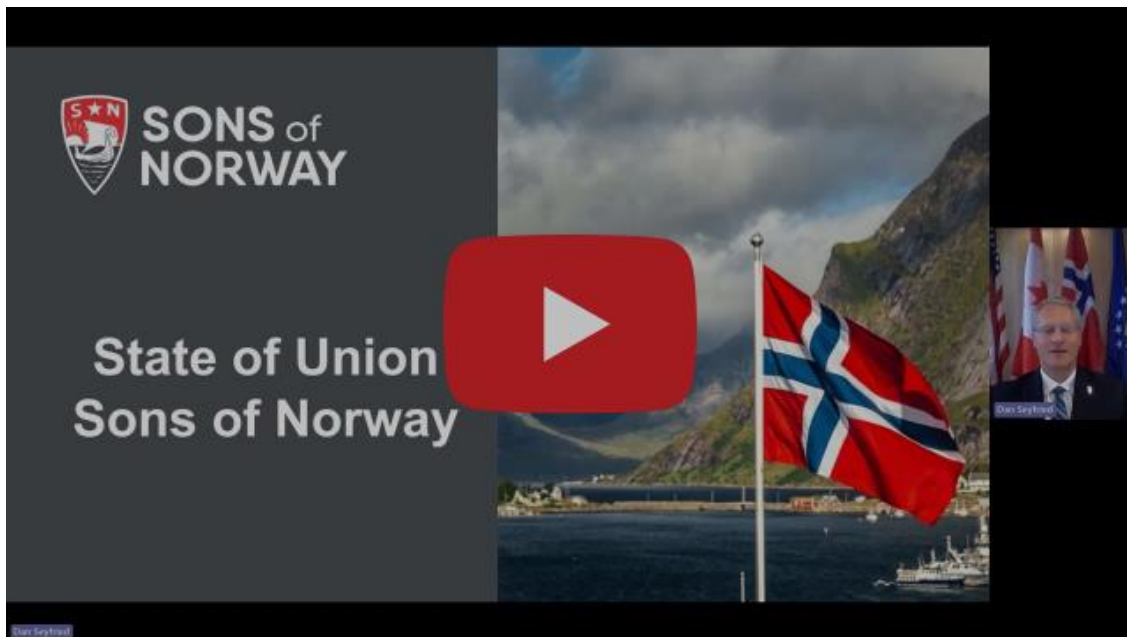 S★N
SONS of
NORWAY
State of Union
Sons of Norway
Dan Seyfried
Dan Seyfried